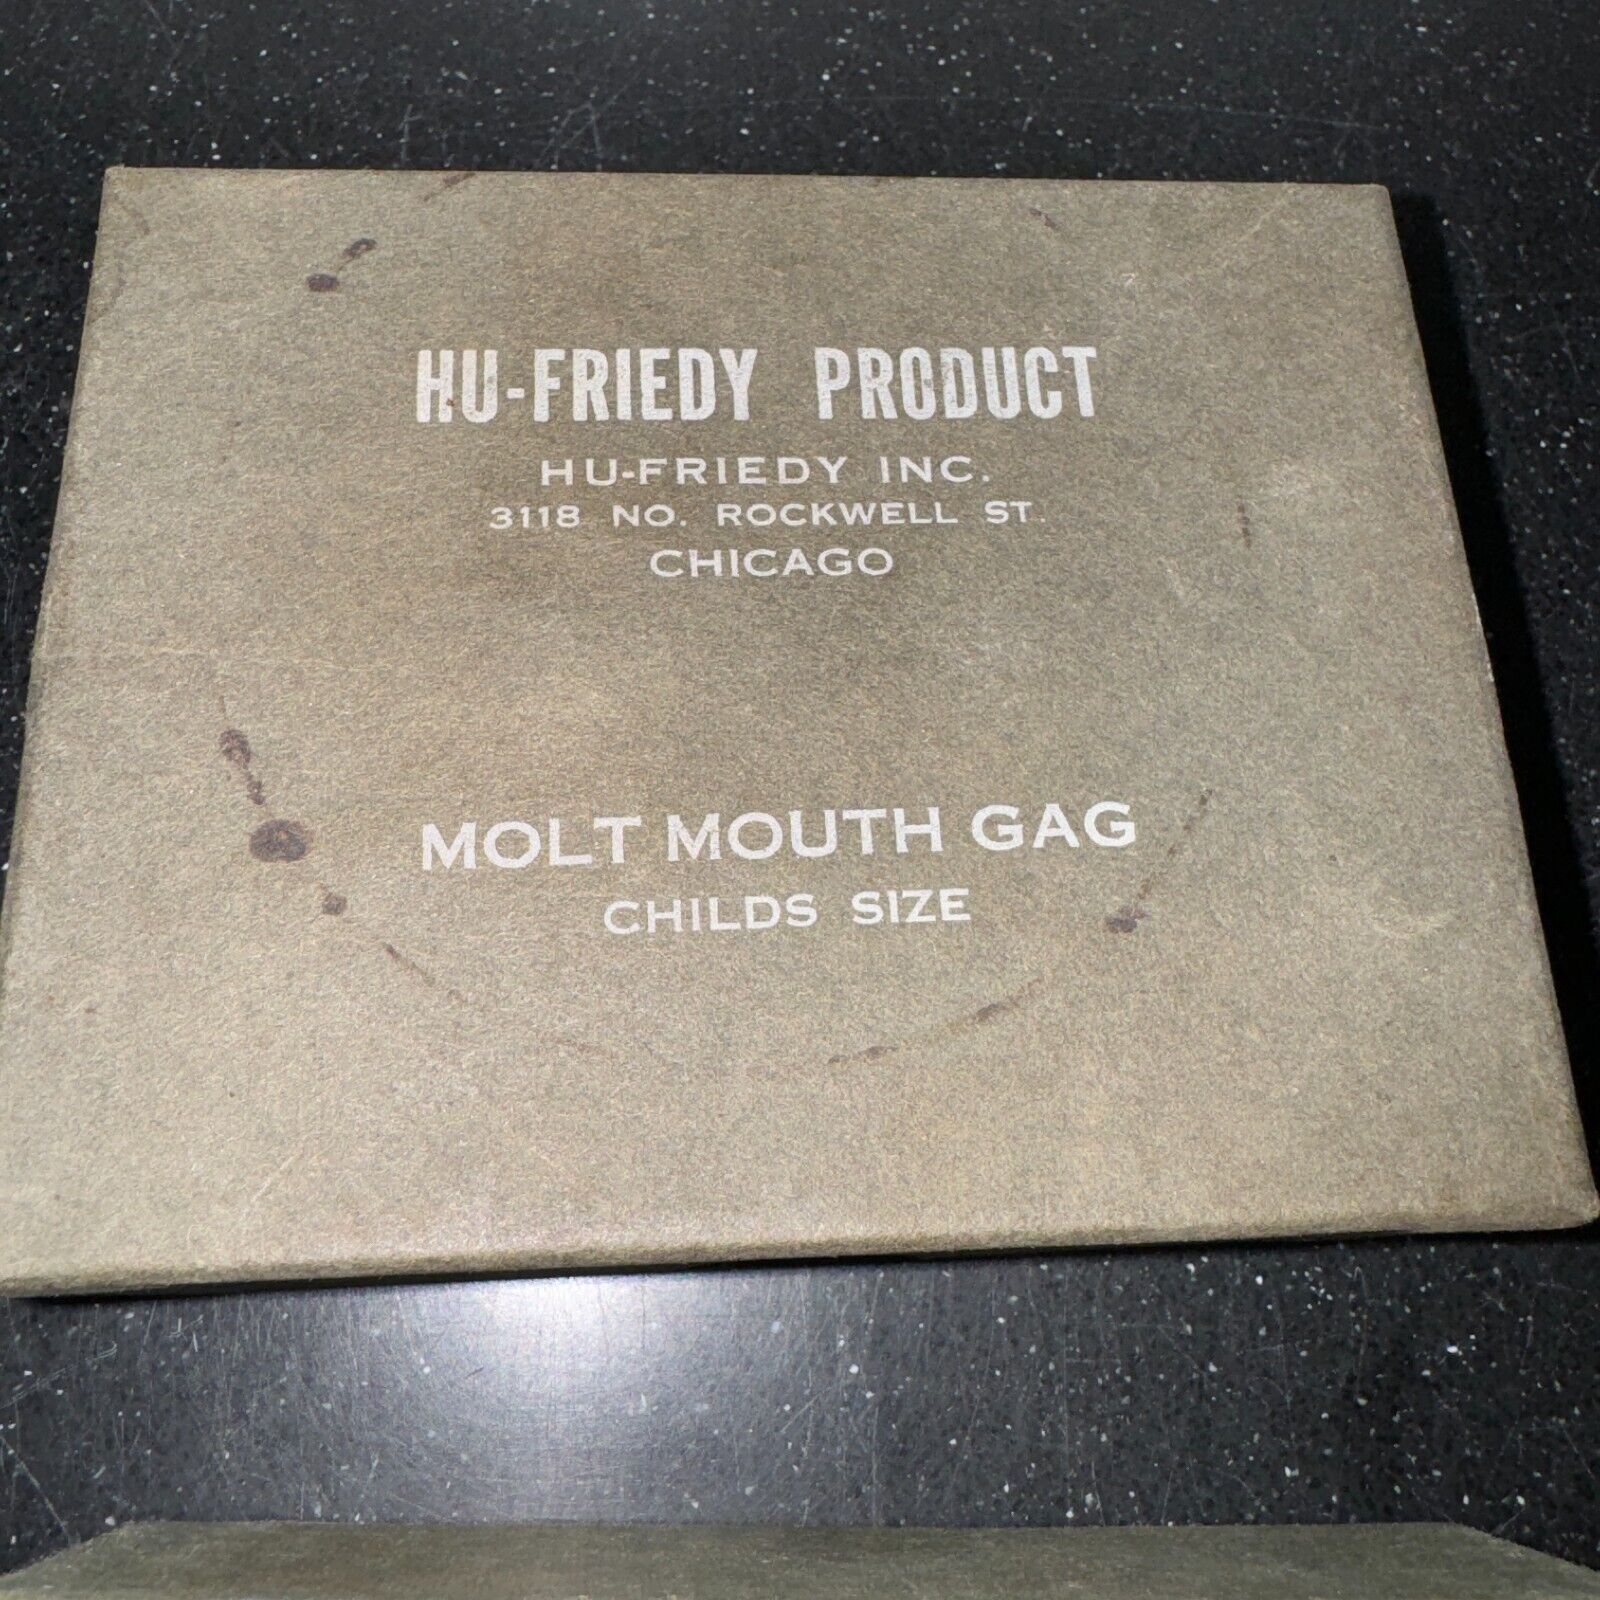 HU-FRIEDY PRODUCT
HU-FRIEDY INC.
3118 NO. ROCKWELL ST.
CHICAGO
MOLT MOUTH GAG
CHILDS SIZE